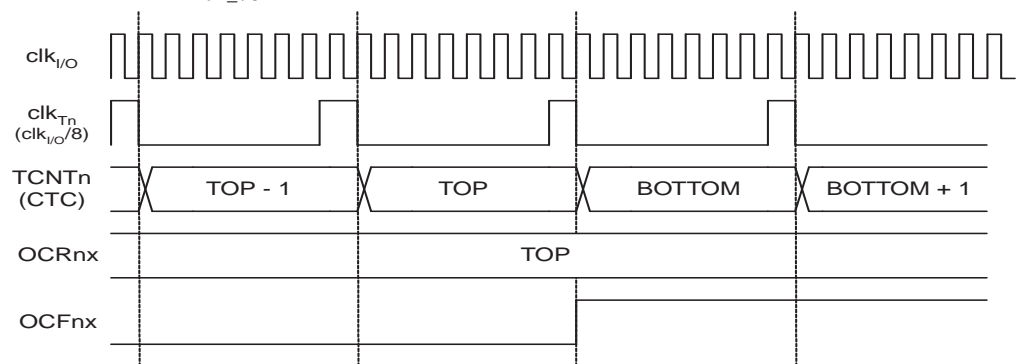 clkI/O
clkTn
(clkI/O/8)
TCNTn
(CTC)
TOP - 1
TOP
BOTTOM
BOTTOM + 1
OCRnx
TOP
OCFnx